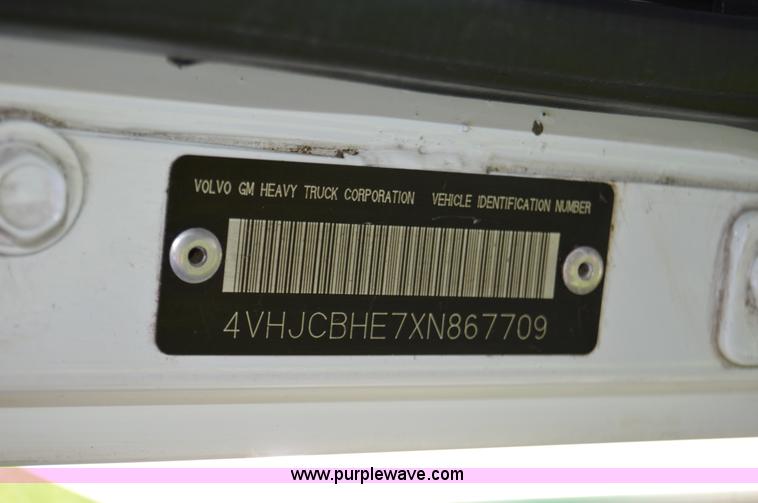 VOLVO GM HEAVY TRUCK CORPORATION VEHICLE IDENTIFICATION NUMBER
4VHJCBHE7XN867709
www.purplewave.com